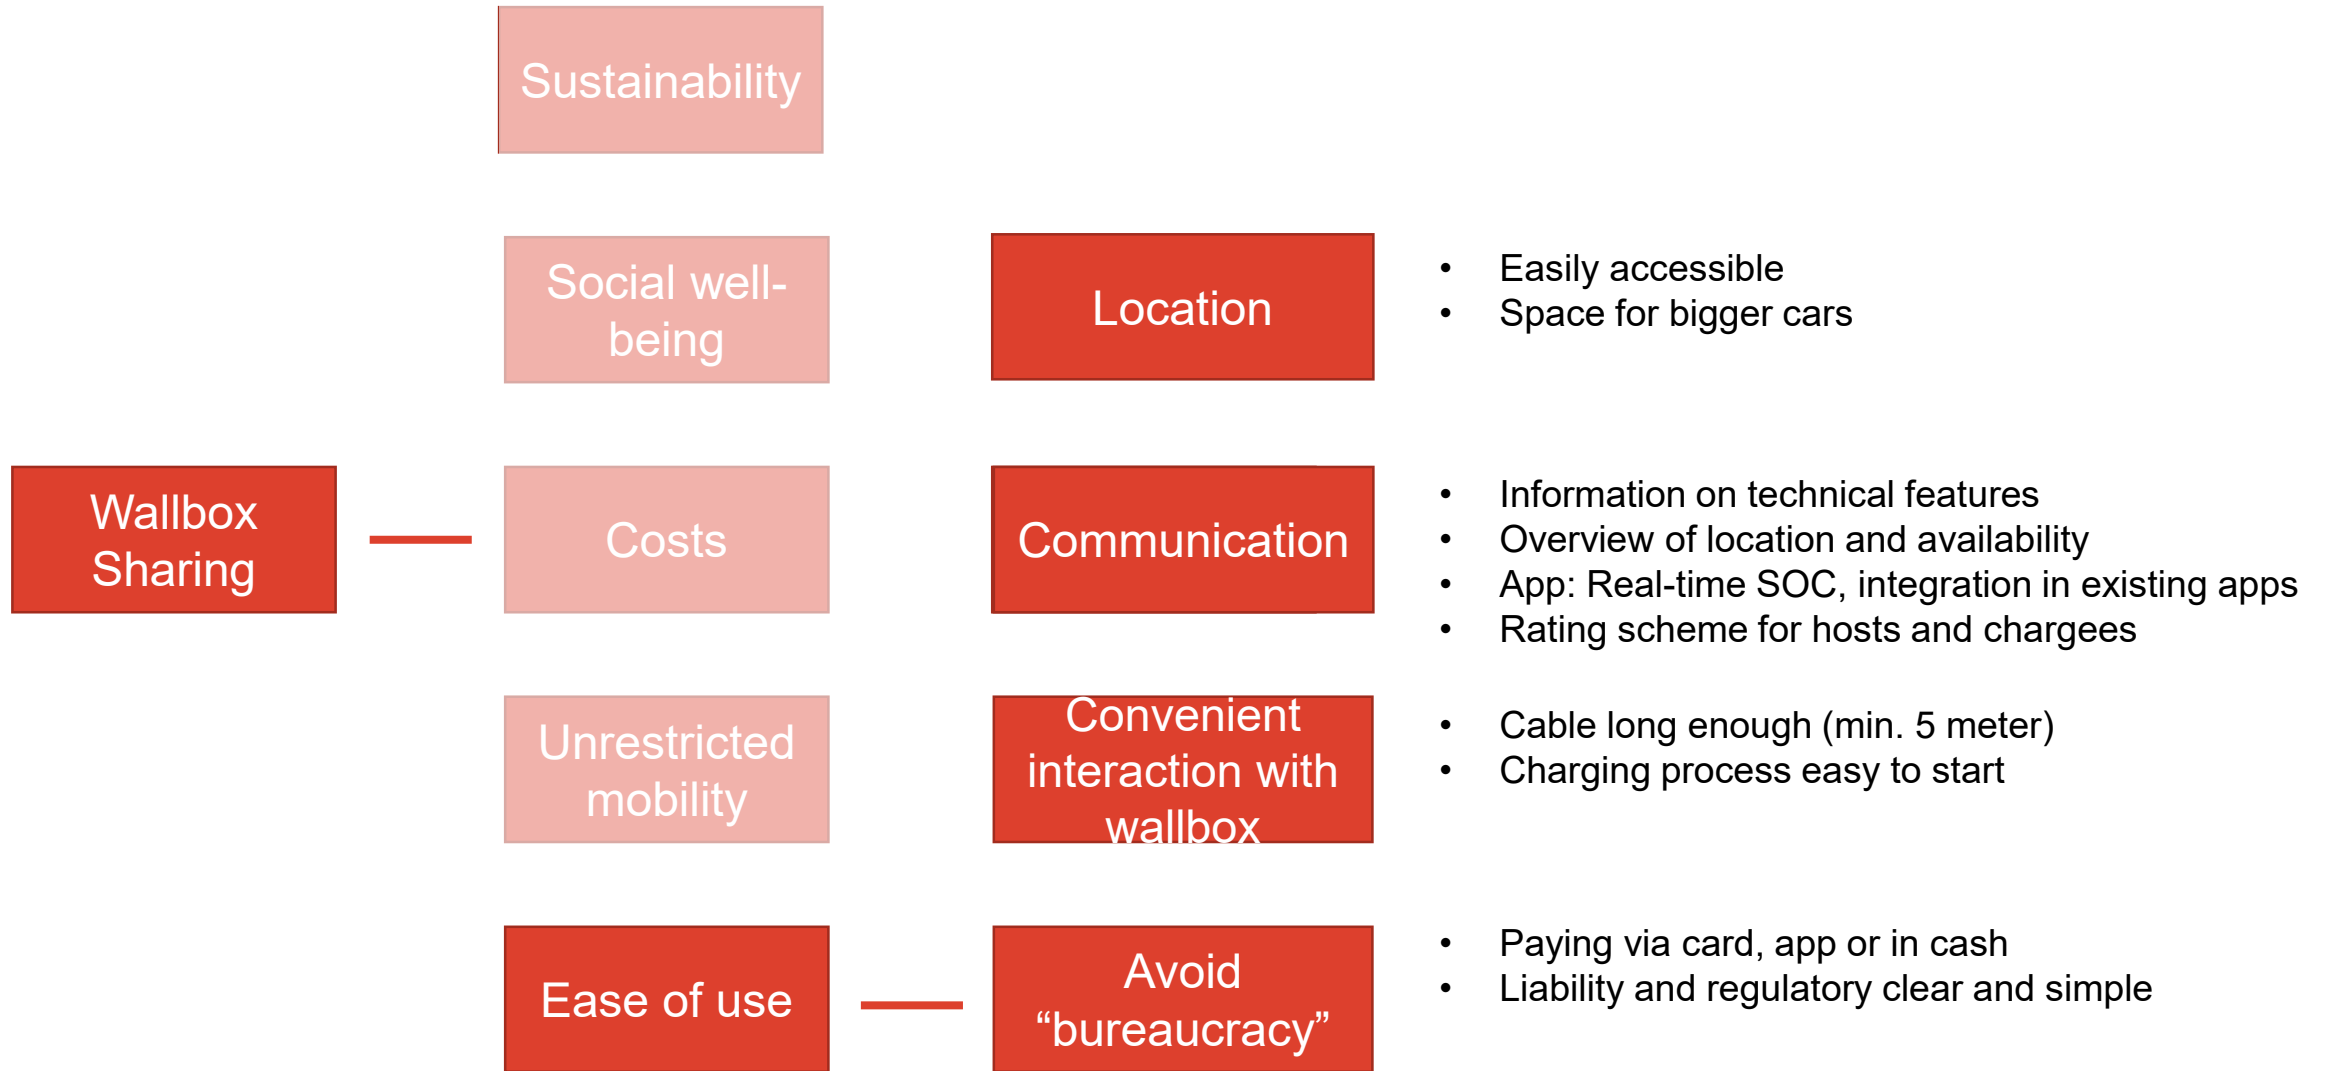 Sustainability
Social well-
being
Location
• Easily accessible
• Space for bigger cars
Wallbox
Sharing
Costs
Communication
• Information on technical features
• Overview of location and availability
• App: Real-time SOC, integration in existing apps
• Rating scheme for hosts and chargees
Unrestricted
mobility
Convenient
interaction with
wallbox
• Cable long enough (min. 5 meter)
• Charging process easy to start
Ease of use
Avoid
“bureaucracy”
• Paying via card, app or in cash
• Liability and regulatory clear and simple